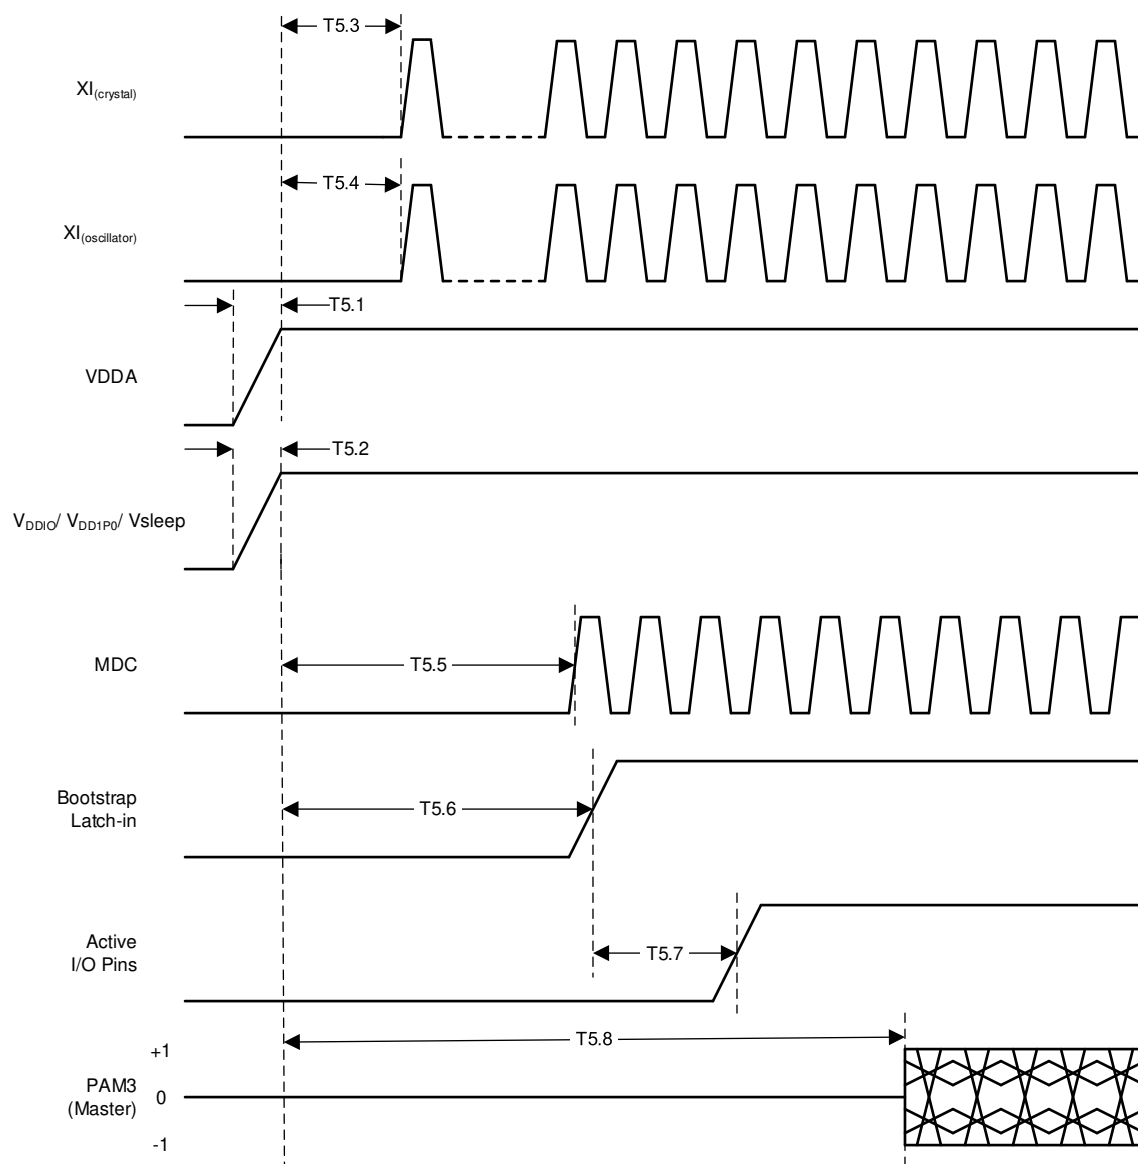 T5.3
XI(crystal)
T5.4
XI(oscillator)
T5.1
VDDA
T5.2
VDDIO/ VDD1P0/ Vsleep
MDC
T5.5
Bootstrap
Latch-in
T5.6
Active
I/O Pins
T5.7
T5.8
+1
PAM3
(Master)
0
-1